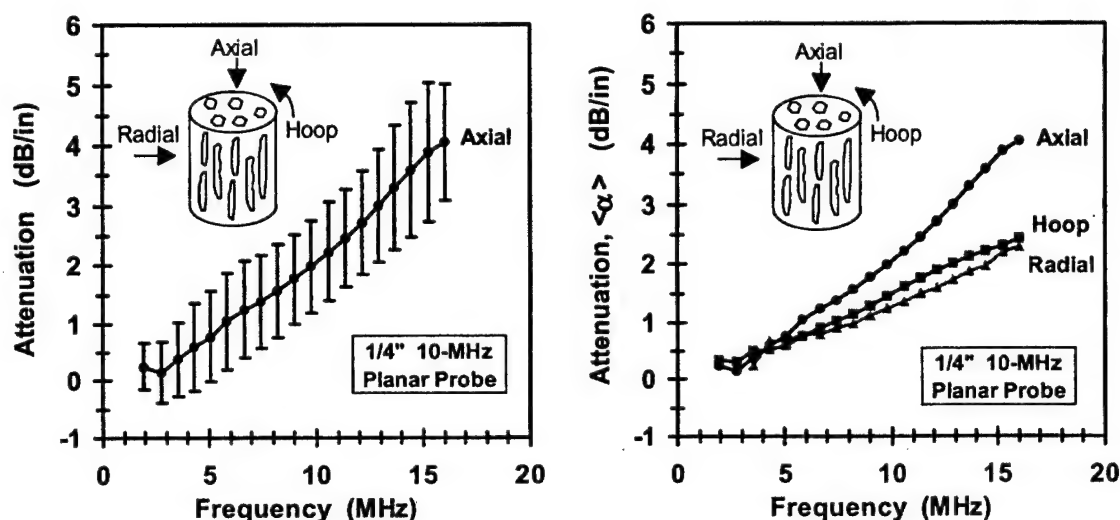 6
5
4
3
2
1
0
-1
Attenuation (dB/in)
Axial
Radial
Hoop
Axial
1/4" 10-MHz
Planar Probe
0
5
10
15
20
Frequency (MHz)
6
5
4
3
2
1
0
-1
Attenuation, <α> (dB/in)
Axial
Radial
Hoop
Axial
Hoop
Radial
1/4" 10-MHz
Planar Probe
0
5
10
15
20
Frequency (MHz)